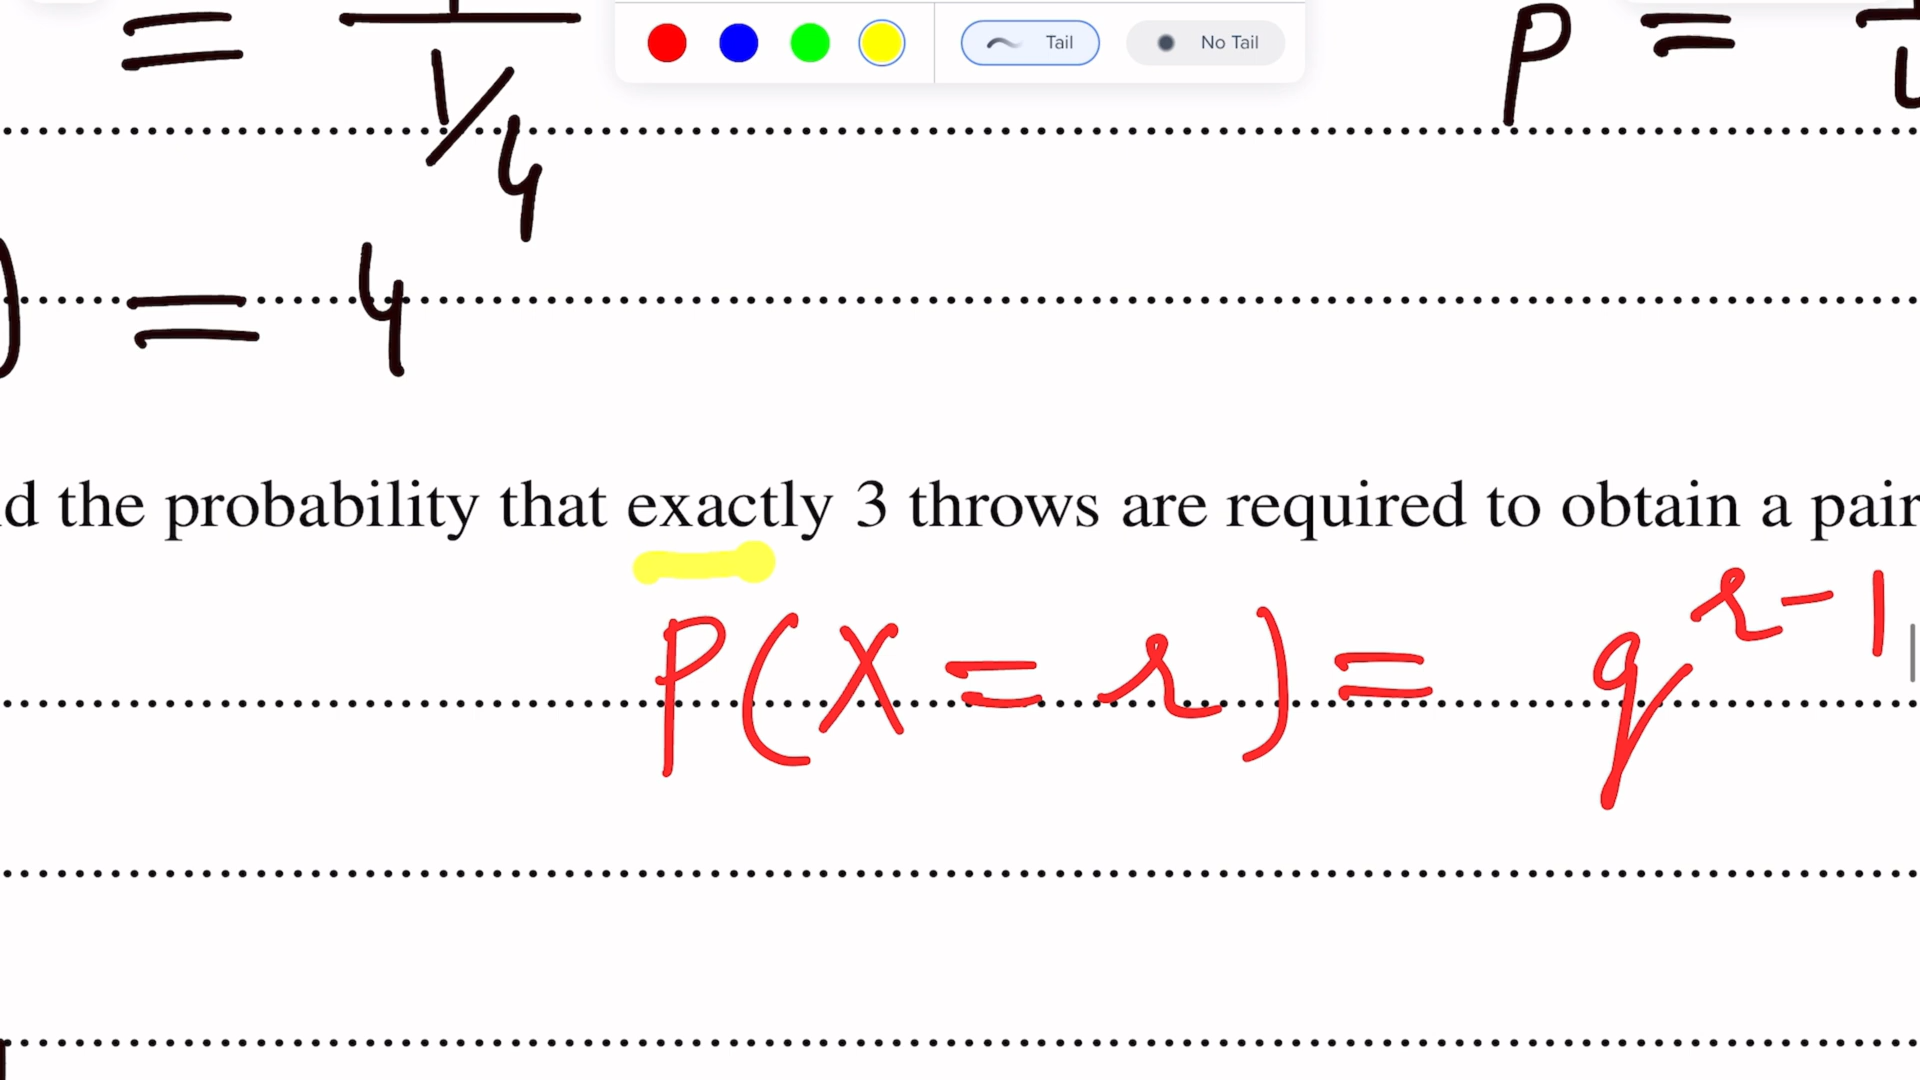 Tail No Tail
= 1/4
P =
) = 4
d the probability that exactly 3 throws are required to obtain a pair
P(X = r) = q^{r-1}